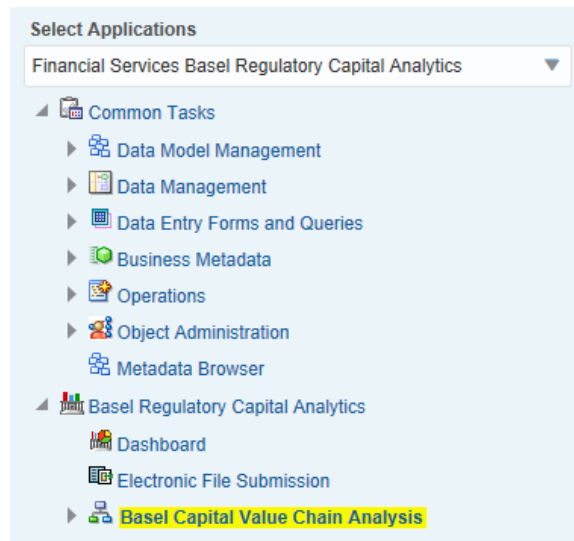 Select Applications
Financial Services Basel Regulatory Capital Analytics
Common Tasks
Data Model Management
Data Management
Data Entry Forms and Queries
Business Metadata
Operations
Object Administration
Metadata Browser
Basel Regulatory Capital Analytics
Dashboard
Electronic File Submission
Basel Capital Value Chain Analysis